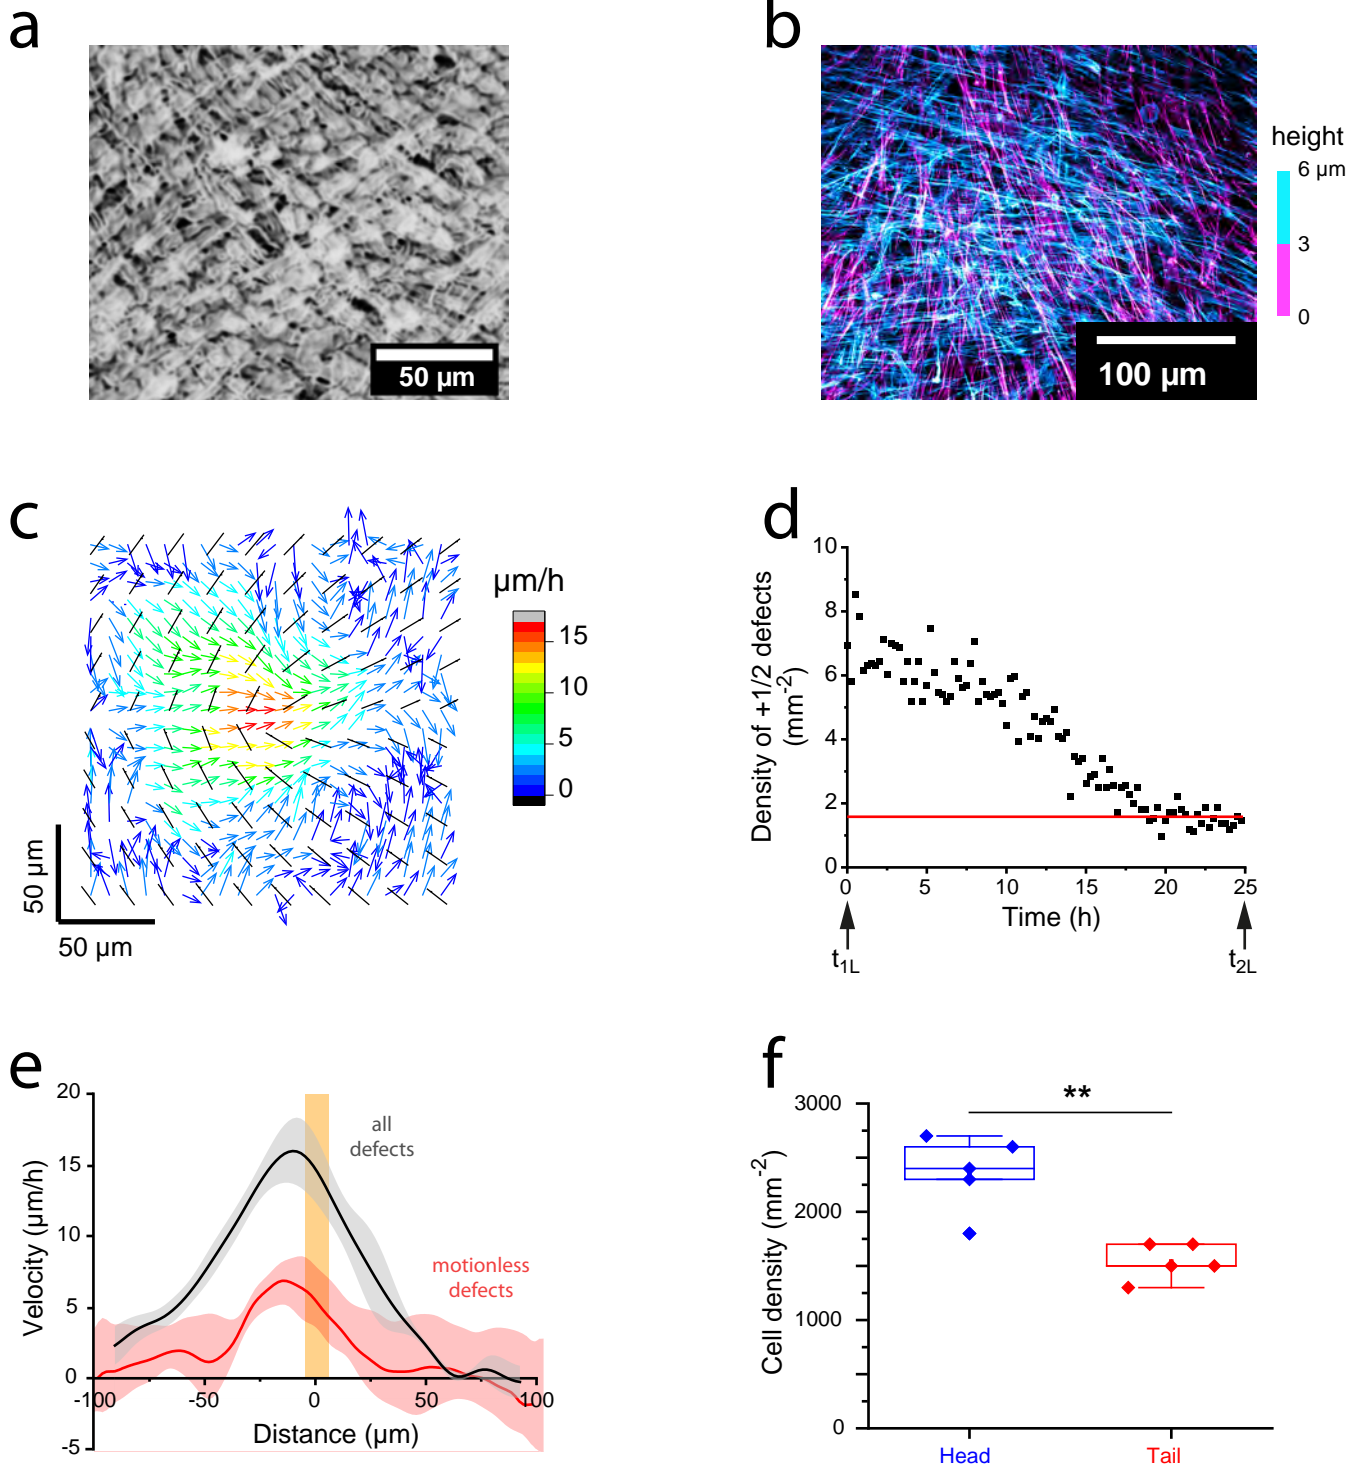 a
50 µm
b
height
6 µm
3
0
100 µm
c
µm/h
15
10
5
0
50 µm
50 µm
d
Density of +1/2 defects
(mm-2)
10
8
6
4
2
0
0 5 10 15 20 25
Time (h)
t1L t2L
e
Velocity (µm/h)
20
15
10
5
0
-5
all
defects
motionless
defects
-100 -50 0 50 100
Distance (µm)
f
Cell density (mm-2)
3000
2000
1000
0
**
Head Tail